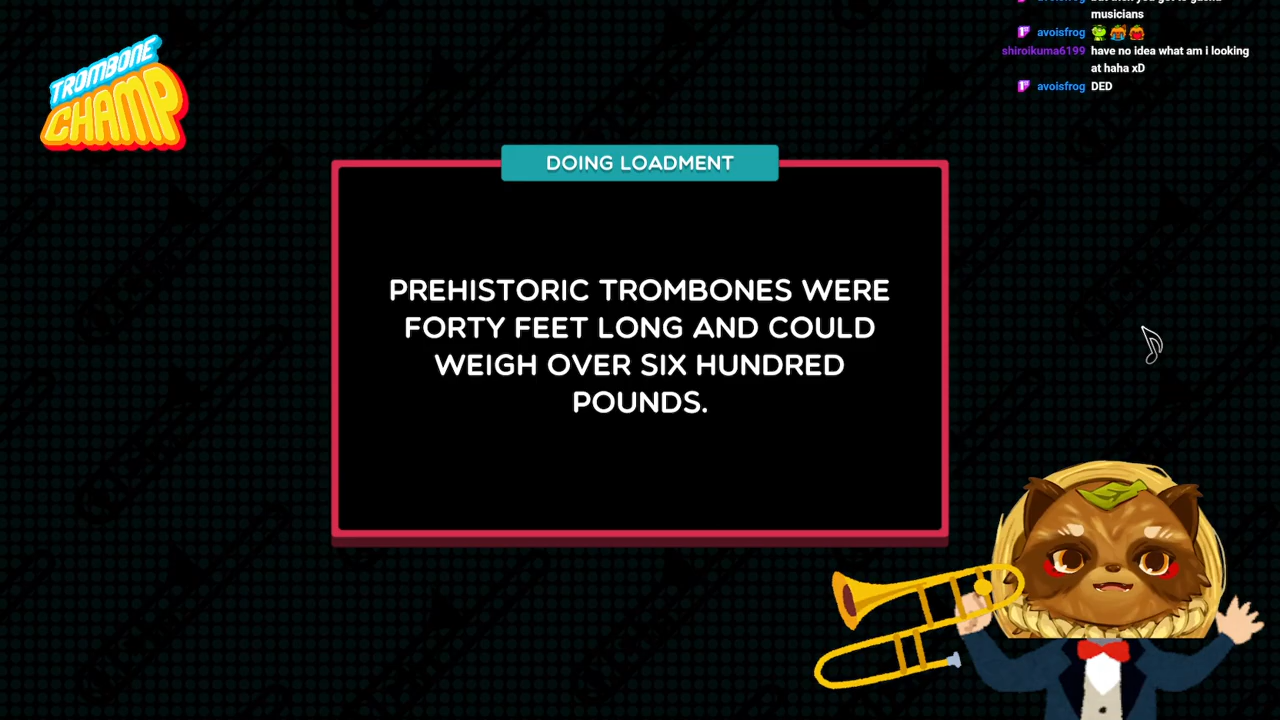 musicians
avoisfrog
shiroikuma6199 have no idea what am i looking
at haha xD
avoisfrog DED
TROMBONE
CHAMP
DOING LOADMENT
PREHISTORIC TROMBONES WERE
FORTY FEET LONG AND COULD
WEIGH OVER SIX HUNDRED
POUNDS.